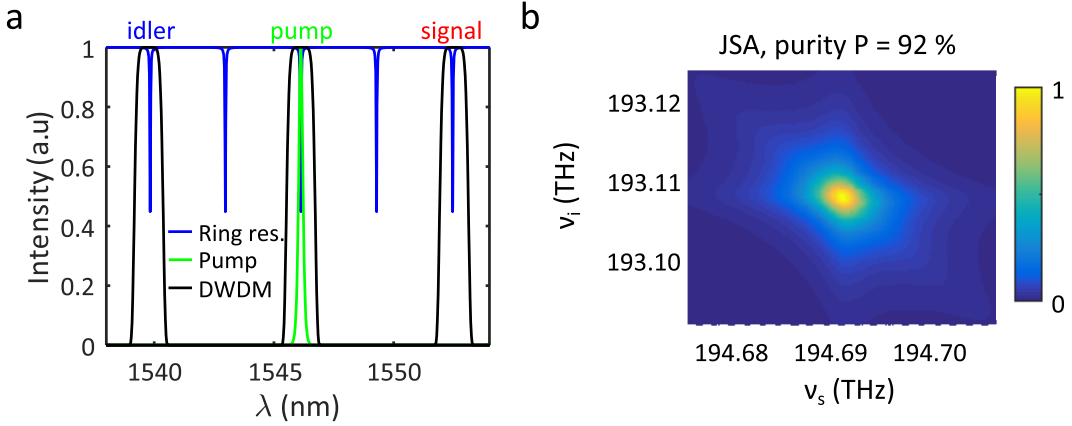 a
idler pump signal
1
0.8
0.6
0.4
0.2
0
Intensity (a.u)
Ring res.
Pump
DWDM
1540 1545 1550
λ (nm)
b
JSA, purity P = 92 %
193.12
193.11
193.10
νi (THz)
194.68 194.69 194.70
νs (THz)
1
0